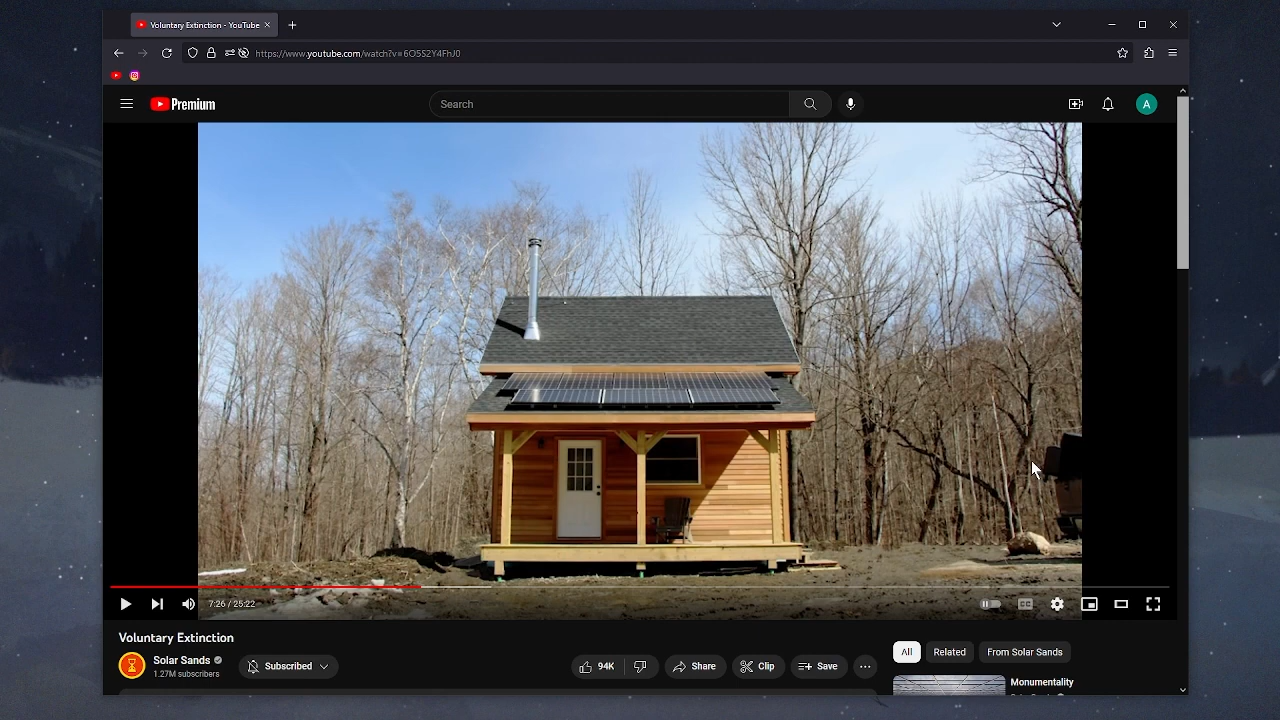 Voluntary Extinction - YouTube
https://www.youtube.com/watch?v=6O5S2Y4FhJ0
Premium
Search
A
7:26 / 25:22
CC
Voluntary Extinction
Solar Sands
1.27M subscribers
Subscribed
94K
Share
Clip
Save
All
Related
From Solar Sands
Monumentality